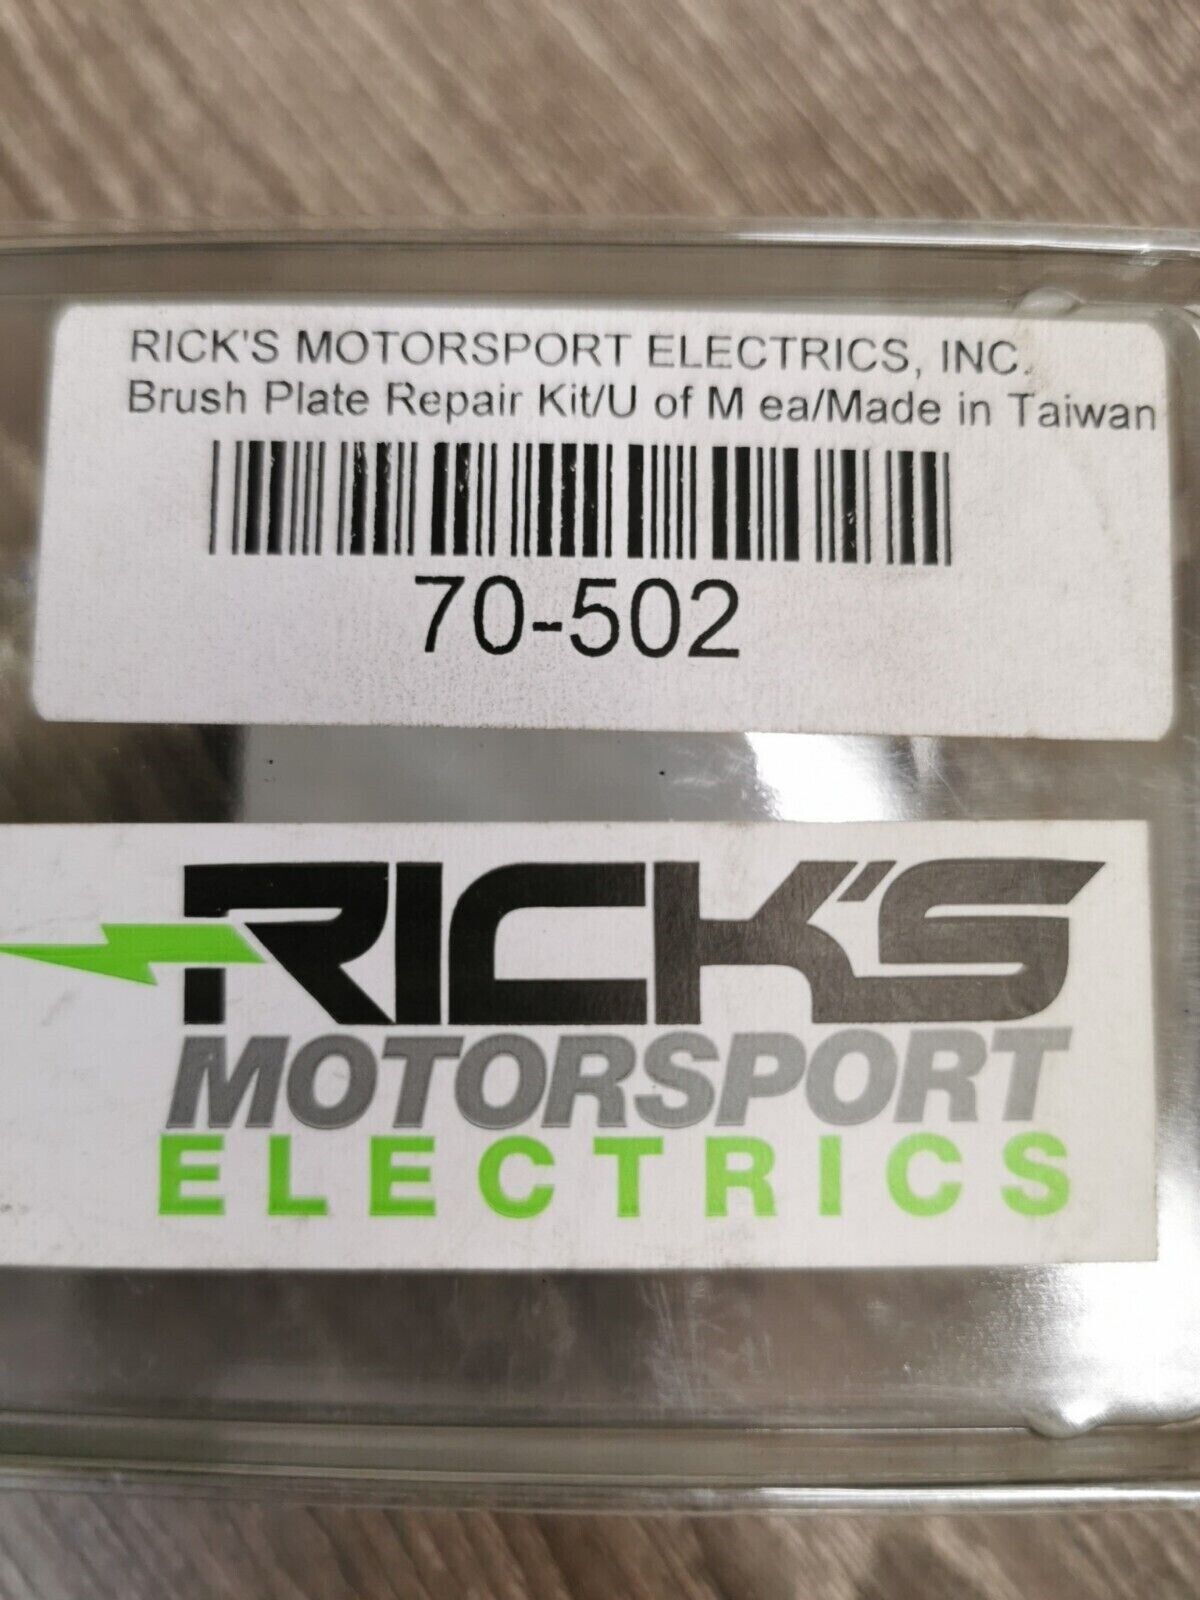 RICK'S MOTORSPORT ELECTRICS, INC.
Brush Plate Repair Kit/U of M ea/Made in Taiwan
70-502
RICK'S
MOTORSPORT
ELECTRICS